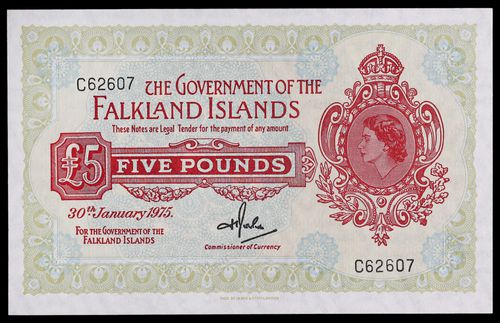 C62607
THE GOVERNMENT OF THE
FALKLAND ISLANDS
These Notes are Legal Tender for the payment of any amount
£5
FIVE POUNDS
30th January 1975.
FOR THE GOVERNMENT OF THE
FALKLAND ISLANDS
Commissioner of Currency
C62607